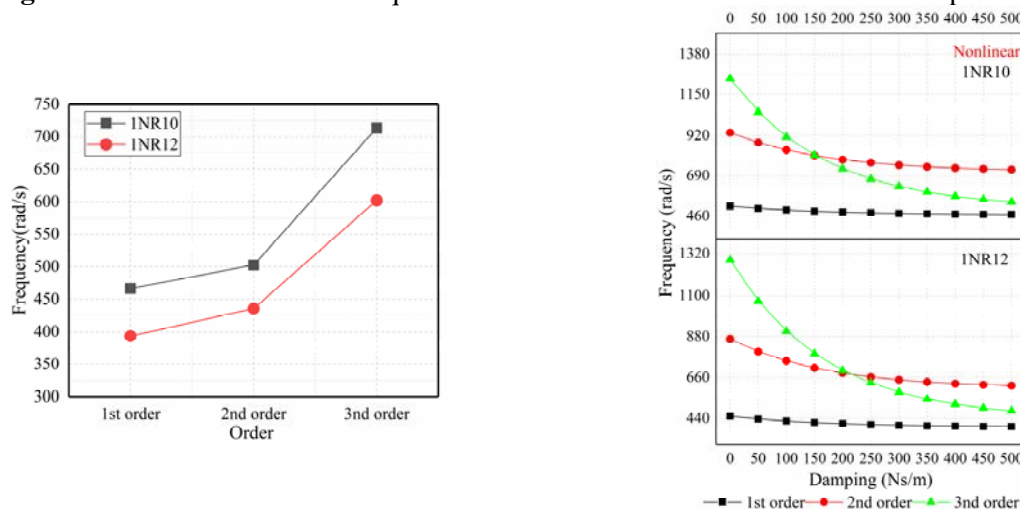 750
700
650
600
550
500
450
400
350
300
Frequency(rad/s)
1NR10
1NR12
1st order 2nd order 3nd order
Order
0 50 100 150 200 250 300 350 400 450 500
1380
1150
920
690
460
Nonlinear
1NR10
Frequency (rad/s)
1320
1100
880
660
440
1NR12
0 50 100 150 200 250 300 350 400 450 500
Damping (Ns/m)
1st order 2nd order 3nd order